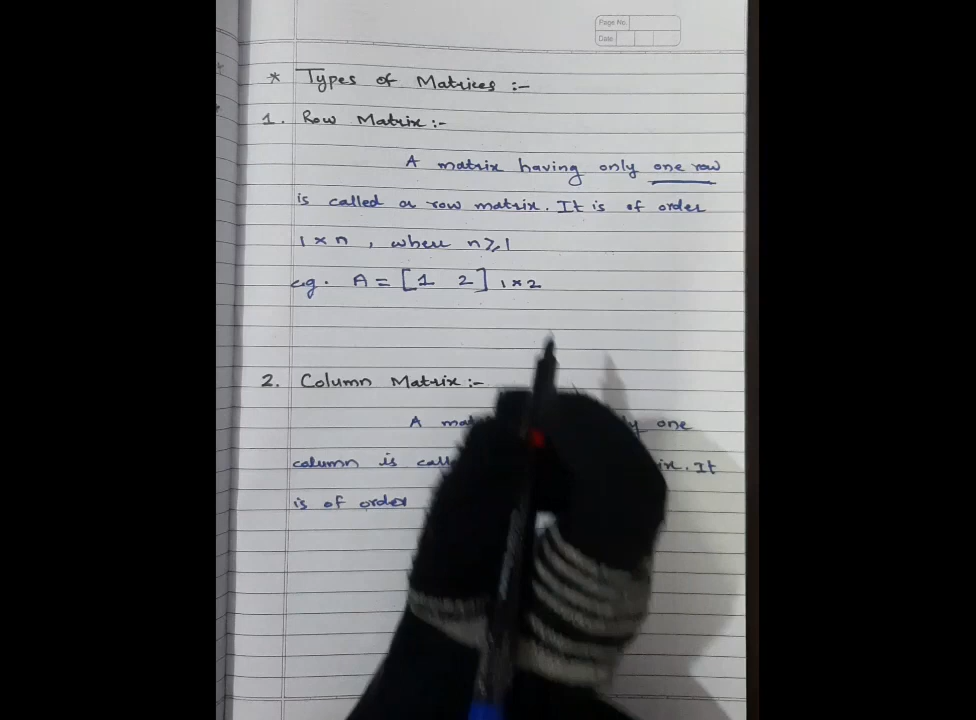 Page No.
Date
* Types of Matrices :-
1. Row Matrix :-
A matrix having only one row
is called a row matrix. It is of order
1 × n , where n ≥ 1
e.g. A = [1 2] 1 × 2
2. Column Matrix :-
A one
column is It
is of order